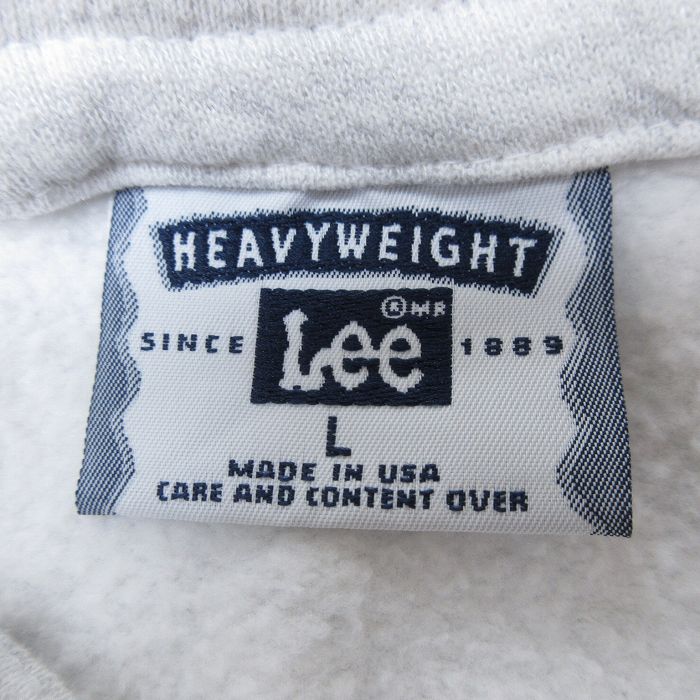 HEAVYWEIGHT
® MR
SINCE Lee 1889
L
MADE IN USA
CARE AND CONTENT OVER